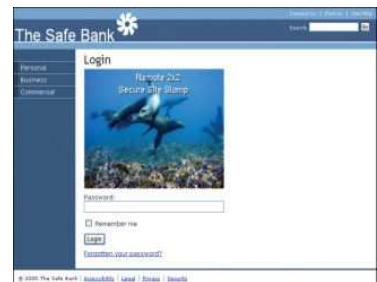 Search
The Safe Bank
Login
Personal
Business
Commercial
Remote 2x2
Secure Site Stamp
Password:
Remember me
Login
Forgotten your password?
© 2005 The Safe Bank | Accessibility | Legal | Privacy | Security